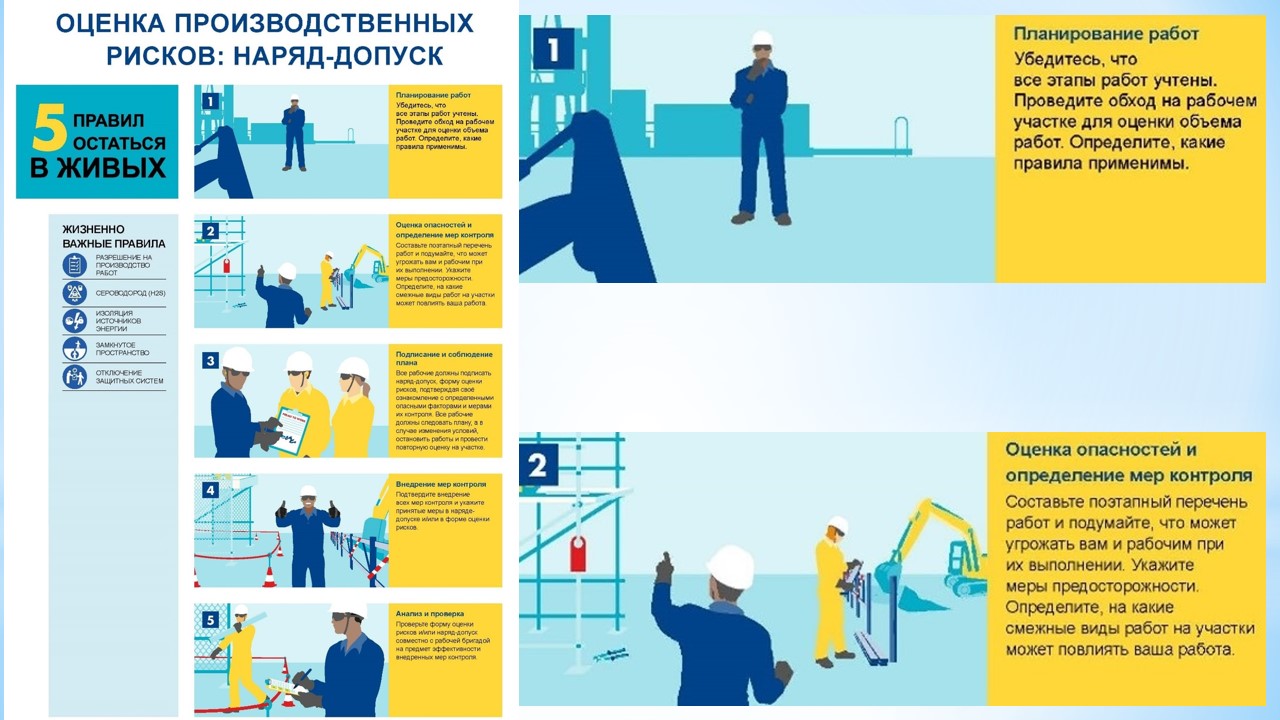 ОЦЕНКА ПРОИЗВОДСТВЕННЫХ
РИСКОВ: НАРЯД-ДОПУСК
5 ПРАВИЛ
ОСТАТЬСЯ
В ЖИВЫХ
ЖИЗНЕННО
ВАЖНЫЕ ПРАВИЛА
РАЗРЕШЕНИЕ НА
ПРОИЗВОДСТВО
РАБОТ
СЕРОВОДОРОД (H2S)
ИЗОЛЯЦИЯ
ИСТОЧНИКОВ
ЭНЕРГИИ
ЗАМКНУТОЕ
ПРОСТРАНСТВО
ОТКЛЮЧЕНИЕ
ЗАЩИТНЫХ СИСТЕМ
1
Планирование работ
Убедитесь, что
все этапы работ учтены.
Проведите обход на рабочем
участке для оценки объема
работ. Определите, какие
правила применимы.
2
Оценка опасностей и
определение мер контроля
Составьте поэтапный перечень
работ и подумайте, что может
угрожать вам и рабочим при
их выполнении. Укажите
меры предосторожности.
Определите, на какие
смежные виды работ на участки
может повлиять ваша работа.
3
Подписание и соблюдение
плана
Все рабочие должны подписать
наряд-допуск, форму оценки
рисков, подтверждая своё
ознакомление с определенными
опасными факторами и мерами
их контроля. Все рабочие
должны следовать плану, а в
случае изменения условий,
остановить работы и провести
повторную оценку на участке.
4
Внедрение мер контроля
Подтвердите внедрение
всех мер контроля и укажите
принятые меры в наряде-
допуске и/или в форме оценки
рисков.
5
Анализ и проверка
Проверьте форму оценки
рисков и/или наряд-допуск
совместно с рабочей бригадой
на предмет эффективности
внедренных мер контроля.
1
Планирование работ
Убедитесь, что
все этапы работ учтены.
Проведите обход на рабочем
участке для оценки объема
работ. Определите, какие
правила применимы.
2
Оценка опасностей и
определение мер контроля
Составьте поэтапный перечень
работ и подумайте, что может
угрожать вам и рабочим при
их выполнении. Укажите
меры предосторожности.
Определите, на какие
смежные виды работ на участки
может повлиять ваша работа.